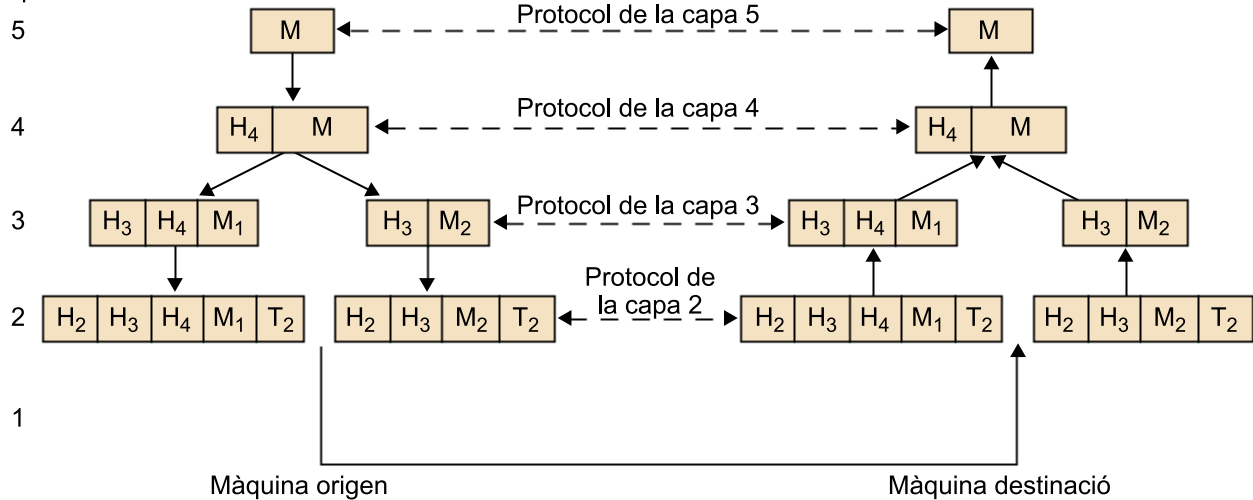 5 M Protocol de la capa 5 M
4 H₄ M Protocol de la capa 4 H₄ M
3 H₃ H₄ M₁ H₃ M₂ Protocol de la capa 3 H₃ H₄ M₁ H₃ M₂
Protocol de
la capa 2
2 H₂ H₃ H₄ M₁ T₂ H₂ H₃ M₂ T₂ H₂ H₃ H₄ M₁ T₂ H₂ H₃ M₂ T₂
1
Màquina origen Màquina destinació